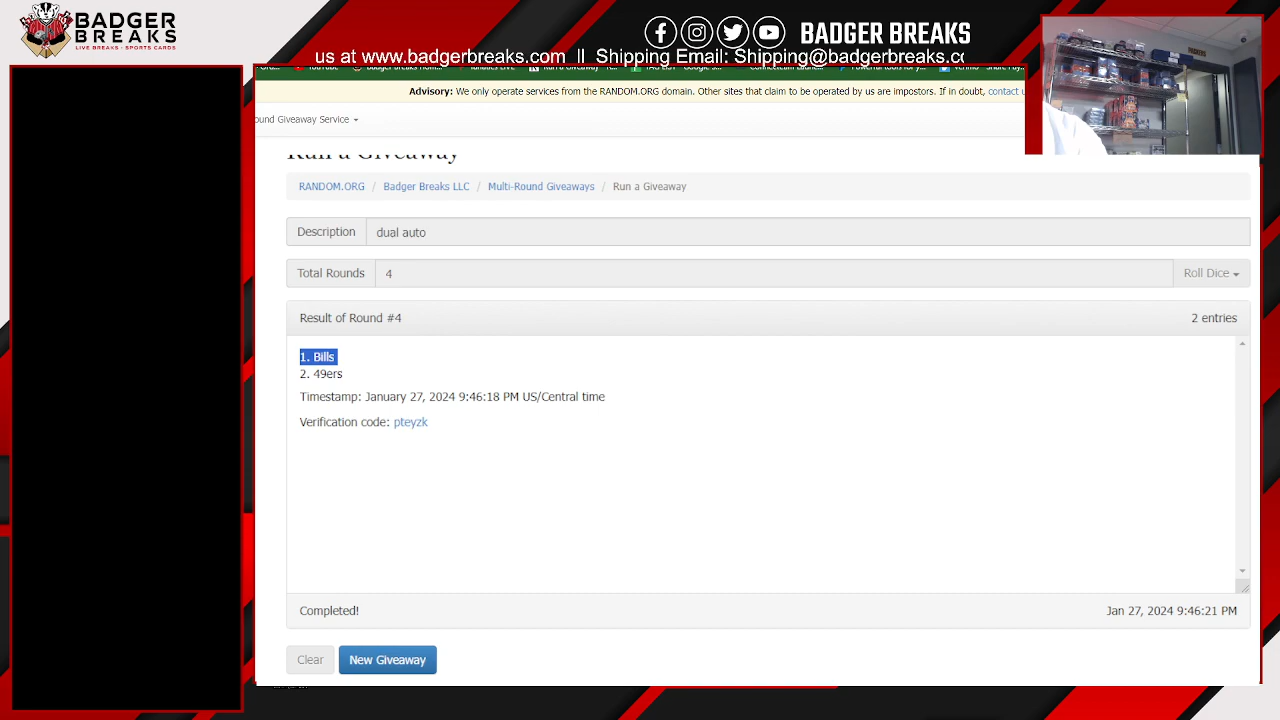 BADGER
BREAKS
LIVE BREAKS - SPORTS CARDS
BADGER BREAKS
us at www.badgerbreaks.com || Shipping Email: Shipping@badgerbreaks.co
Advisory: We only operate services from the RANDOM.ORG domain. Other sites that claim to be operated by us are impostors. If in doubt, contact u
ound Giveaway Service
Run a Giveaway
RANDOM.ORG / Badger Breaks LLC / Multi-Round Giveaways / Run a Giveaway
Description dual auto
Total Rounds 4 Roll Dice
Result of Round #4 2 entries
1. Bills
2. 49ers
Timestamp: January 27, 2024 9:46:18 PM US/Central time
Verification code: pteyzk
Completed! Jan 27, 2024 9:46:21 PM
Clear New Giveaway